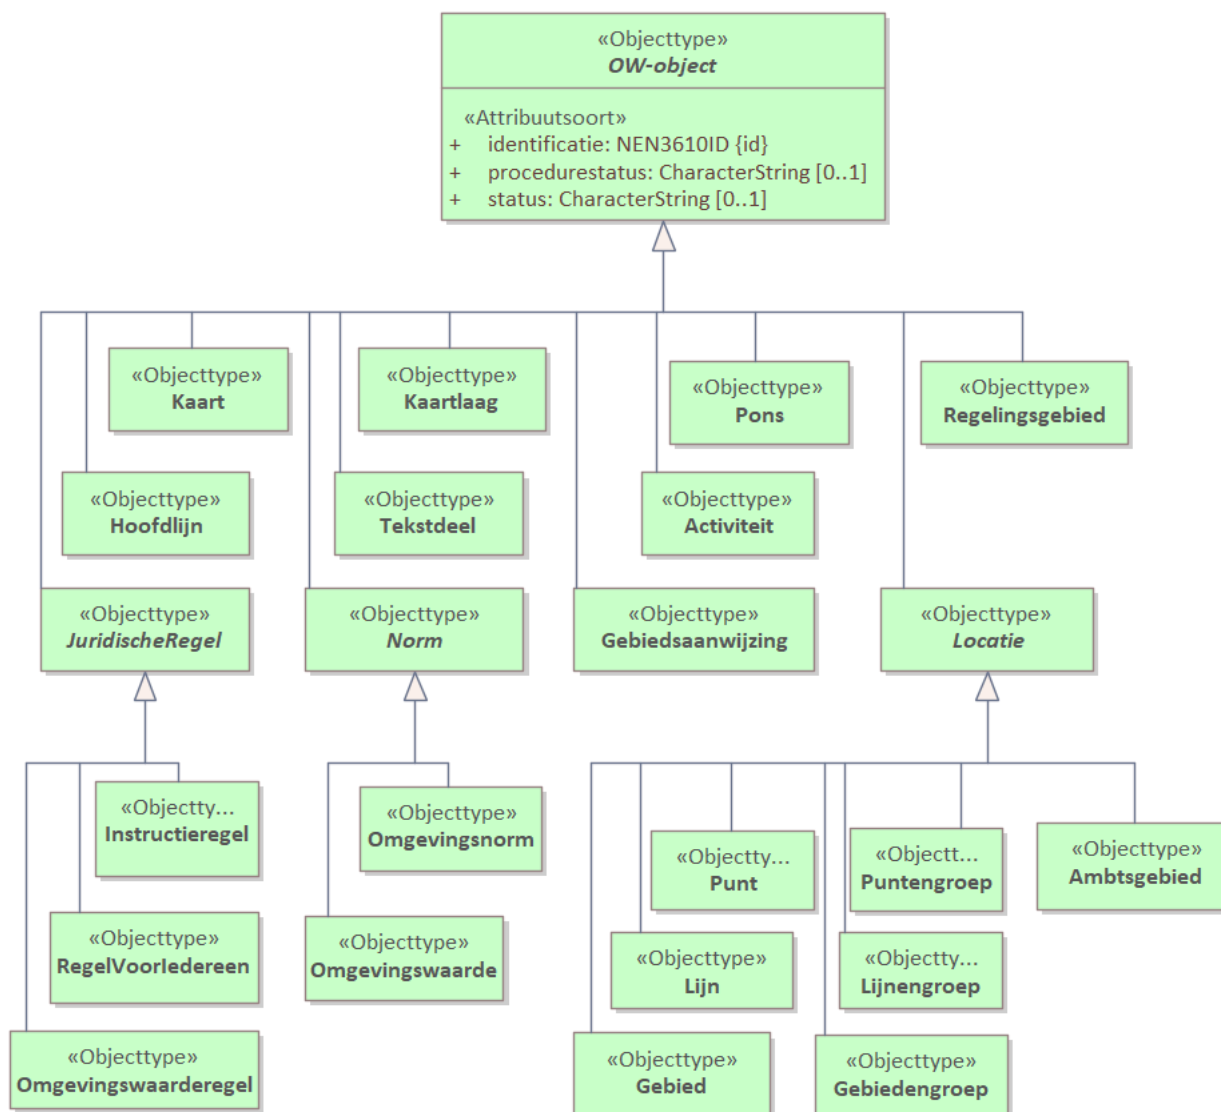 «Objecttype»
OW-object
«Attribuutsoort»
+ identificatie: NEN3610ID {id}
+ procedurestatus: CharacterString [0..1]
+ status: CharacterString [0..1]
«Objecttype»
Kaart
«Objecttype»
Kaartlaag
«Objecttype»
Pons
«Objecttype»
Regelingsgebied
«Objecttype»
Hoofdlijn
«Objecttype»
Tekstdeel
«Objecttype»
Activiteit
«Objecttype»
JuridischeRegel
«Objecttype»
Norm
«Objecttype»
Gebiedsaanwijzing
«Objecttype»
Locatie
«Objectty...
Instructieregel
«Objecttype»
Omgevingsnorm
«Objectty...
Punt
«Objectt...
Puntengroep
«Objecttype»
Ambtsgebied
«Objecttype»
RegelVoorIedereen
«Objecttype»
Omgevingswaarde
«Objecttype»
Lijn
«Objectty...
Lijnengroep
«Objecttype»
Omgevingswaarderegel
«Objecttype»
Gebied
«Objecttype»
Gebiedengroep